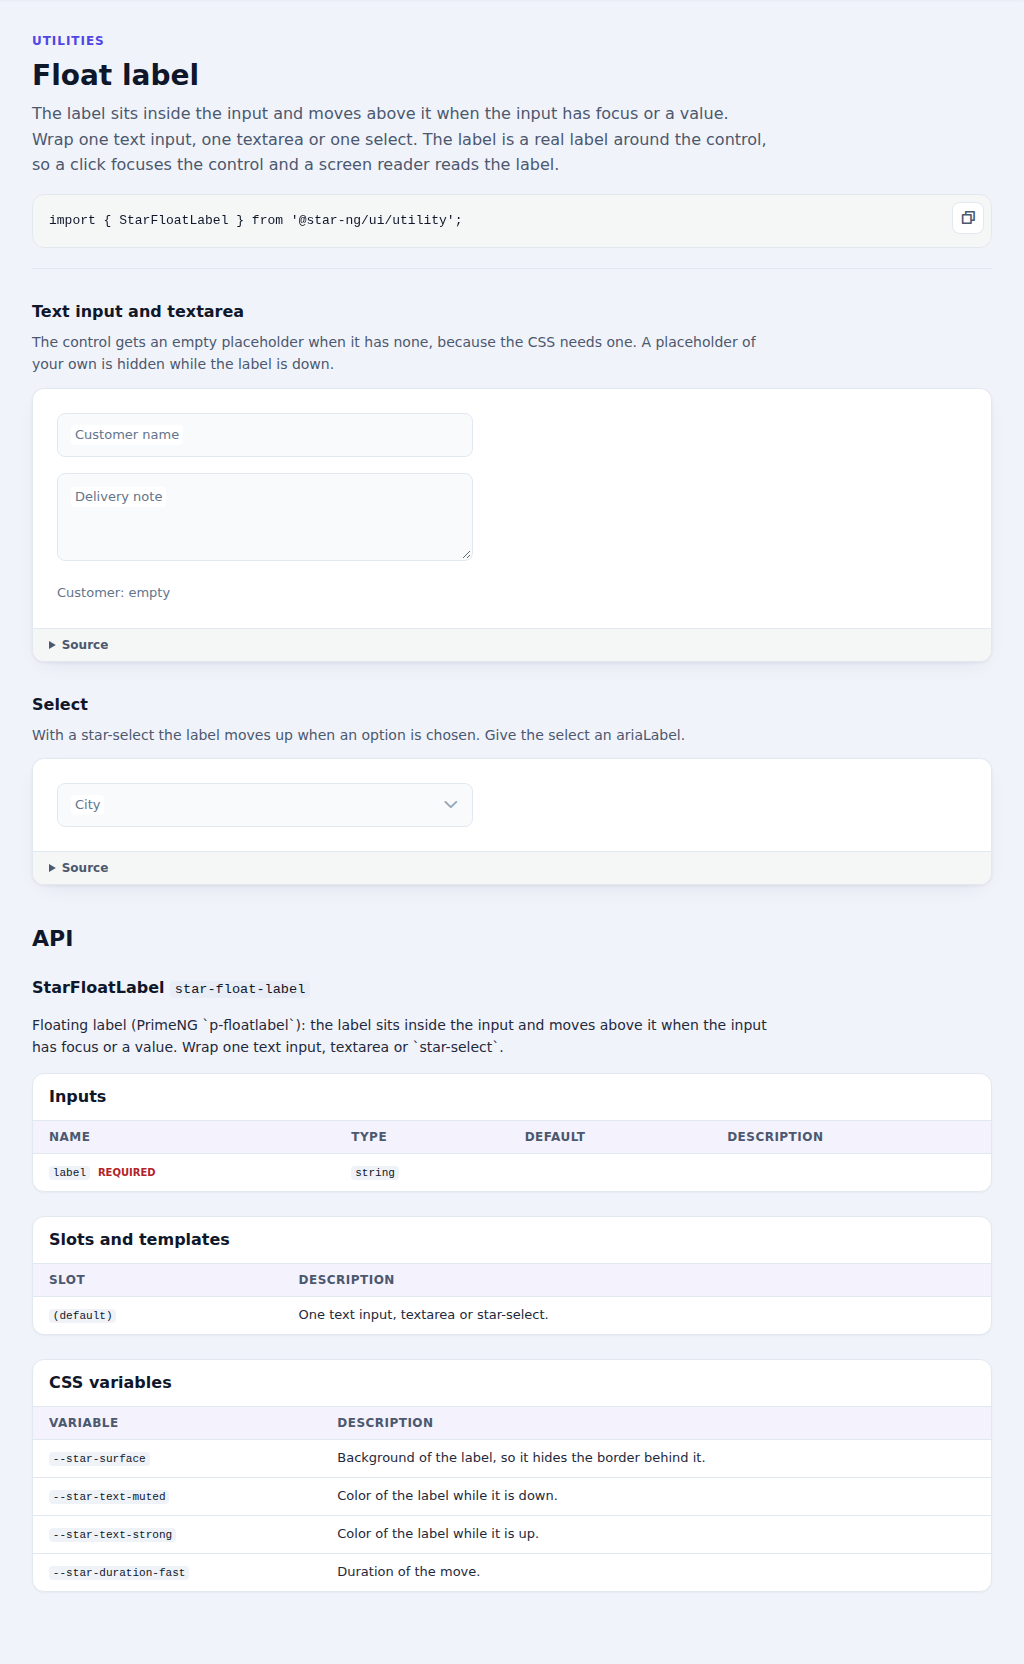 UTILITIES
Float label
The label sits inside the input and moves above it when the input has focus or a value.
Wrap one text input, one textarea or one select. The label is a real label around the control,
so a click focuses the control and a screen reader reads the label.
import { StarFloatLabel } from '@star-ng/ui/utility';
Text input and textarea
The control gets an empty placeholder when it has none, because the CSS needs one. A placeholder of
your own is hidden while the label is down.
Customer name
Delivery note
Customer: empty
Source
Select
With a star-select the label moves up when an option is chosen. Give the select an ariaLabel.
City
Source
API
StarFloatLabel star-float-label
Floating label (PrimeNG `p-floatlabel`): the label sits inside the input and moves above it when the input
has focus or a value. Wrap one text input, textarea or `star-select`.
Inputs
NAME TYPE DEFAULT DESCRIPTION
label REQUIRED string
Slots and templates
SLOT DESCRIPTION
(default) One text input, textarea or star-select.
CSS variables
VARIABLE DESCRIPTION
--star-surface Background of the label, so it hides the border behind it.
--star-text-muted Color of the label while it is down.
--star-text-strong Color of the label while it is up.
--star-duration-fast Duration of the move.